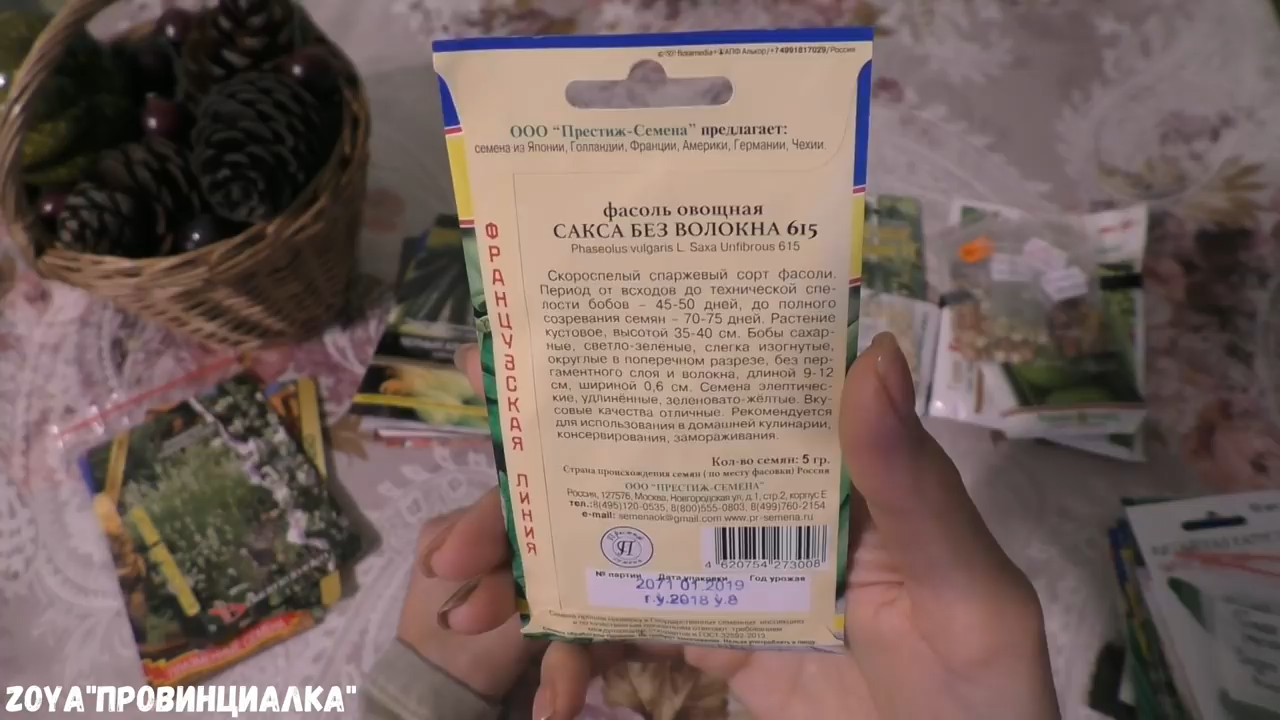 ООО "Престиж-Семена" предлагает:
семена из Японии, Голландии, Франции, Америки, Германии, Чехии.
ФРАНЦУЗСКАЯ ЛИНИЯ
фасоль овощная
САКСА БЕЗ ВОЛОКНА 615
Phaseolus vulgaris L. Saxa Unfibrous 615
Скороспелый спаржевый сорт фасоли.
Период от всходов до технической спе-
лости бобов – 45-50 дней, до полного
созревания семян – 70-75 дней. Растение
кустовое, высотой 35-40 см. Бобы сахар-
ные, светло-зеленые, слегка изогнутые,
округлые в поперечном разрезе, без пер-
гаментного слоя и волокна, длиной 9-12
см, шириной 0,6 см. Семена элептичес-
кие, удлинённые, зеленовато-жёлтые. Вку-
совые качества отличные. Рекомендуется
для использования в домашней кулинарии,
консервирования, замораживания.
Кол-во семян: 5 гр.
Страна происхождения семян ( по месту фасовки) Россия
ООО "ПРЕСТИЖ-СЕМЕНА"
Россия, 127576, Москва, Новгородская ул, д.1, стр.2, корпус Е
тел.:8(495)120-0535, 8(800)555-0803, 8(499)760-2154
e-mail: semenaok@gmail.com www.pr-semena.ru
4 620754 273008
№ партии Дата упаковки Год урожая
2071 01.2019
г.у.2018 у.8
ZOYA"ПРОВИНЦИАЛКА"